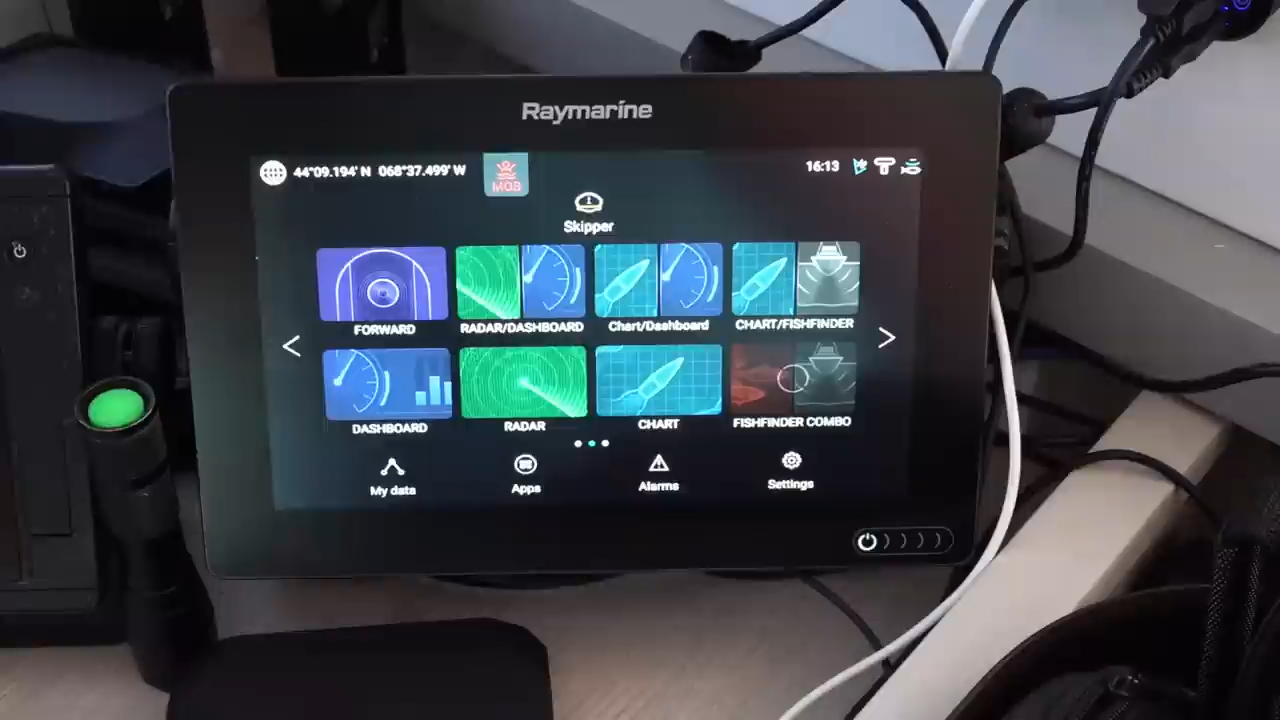 Raymarine
44°09.194' N 068°37.499' W
MOB
16:13
Skipper
FORWARD
RADAR/DASHBOARD
Chart/Dashboard
CHART/FISHFINDER
DASHBOARD
RADAR
CHART
FISHFINDER COMBO
My data
Apps
Alarms
Settings